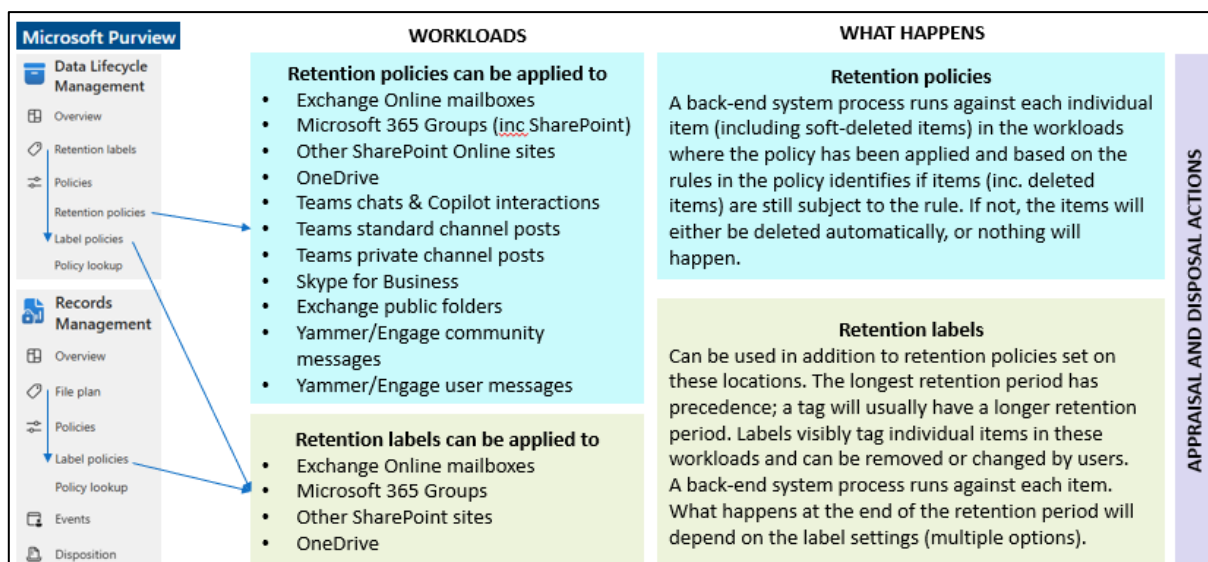 Microsoft Purview
Data Lifecycle
Management
Overview
Retention labels
Policies
Retention policies
Label policies
Policy lookup
Records
Management
Overview
File plan
Policies
Label policies
Policy lookup
Events
Disposition
WORKLOADS
Retention policies can be applied to
• Exchange Online mailboxes
• Microsoft 365 Groups (inc SharePoint)
• Other SharePoint Online sites
• OneDrive
• Teams chats & Copilot interactions
• Teams standard channel posts
• Teams private channel posts
• Skype for Business
• Exchange public folders
• Yammer/Engage community
messages
• Yammer/Engage user messages
Retention labels can be applied to
• Exchange Online mailboxes
• Microsoft 365 Groups
• Other SharePoint sites
• OneDrive
WHAT HAPPENS
Retention policies
A back-end system process runs against each individual
item (including soft-deleted items) in the workloads
where the policy has been applied and based on the
rules in the policy identifies if items (inc. deleted
items) are still subject to the rule. If not, the items will
either be deleted automatically, or nothing will
happen.
Retention labels
Can be used in addition to retention policies set on
these locations. The longest retention period has
precedence; a tag will usually have a longer retention
period. Labels visibly tag individual items in these
workloads and can be removed or changed by users.
A back-end system process runs against each item.
What happens at the end of the retention period will
depend on the label settings (multiple options).
APPRAISAL AND DISPOSAL ACTIONS